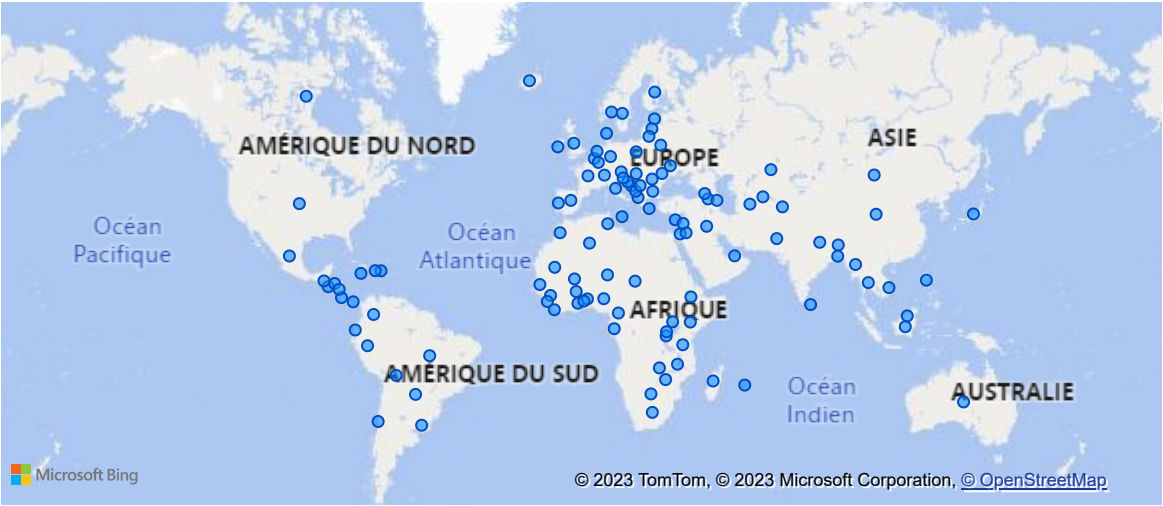 ASIE
AMÉRIQUE DU NORD
EUROPE
Océan
Pacifique
Océan
Atlantique
AFRIQUE
AMÉRIQUE DU SUD
Océan
Indien
AUSTRALIE
Microsoft Bing
© 2023 TomTom, © 2023 Microsoft Corporation, © OpenStreetMap